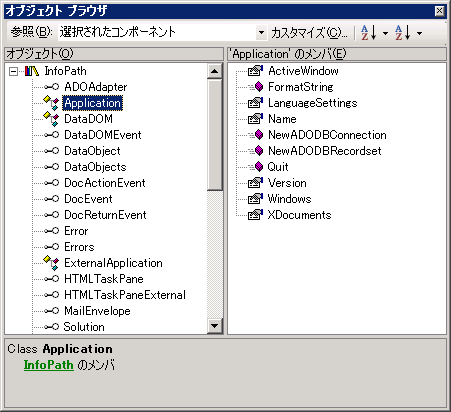 オブジェクト ブラウザ
参照(B): 選択されたコンポーネント カスタマイズ(C)...
オブジェクト(O)
InfoPath
ADOAdapter
Application
DataDOM
DataDOMEvent
DataObject
DataObjects
DocActionEvent
DocEvent
DocReturnEvent
Error
Errors
ExternalApplication
HTMLTaskPane
HTMLTaskPaneExternal
MailEnvelope
Solution
'Application' のメンバ(E)
ActiveWindow
FormatString
LanguageSettings
Name
NewADODBConnection
NewADODBRecordset
Quit
Version
Windows
XDocuments
Class Application
InfoPath のメンバ